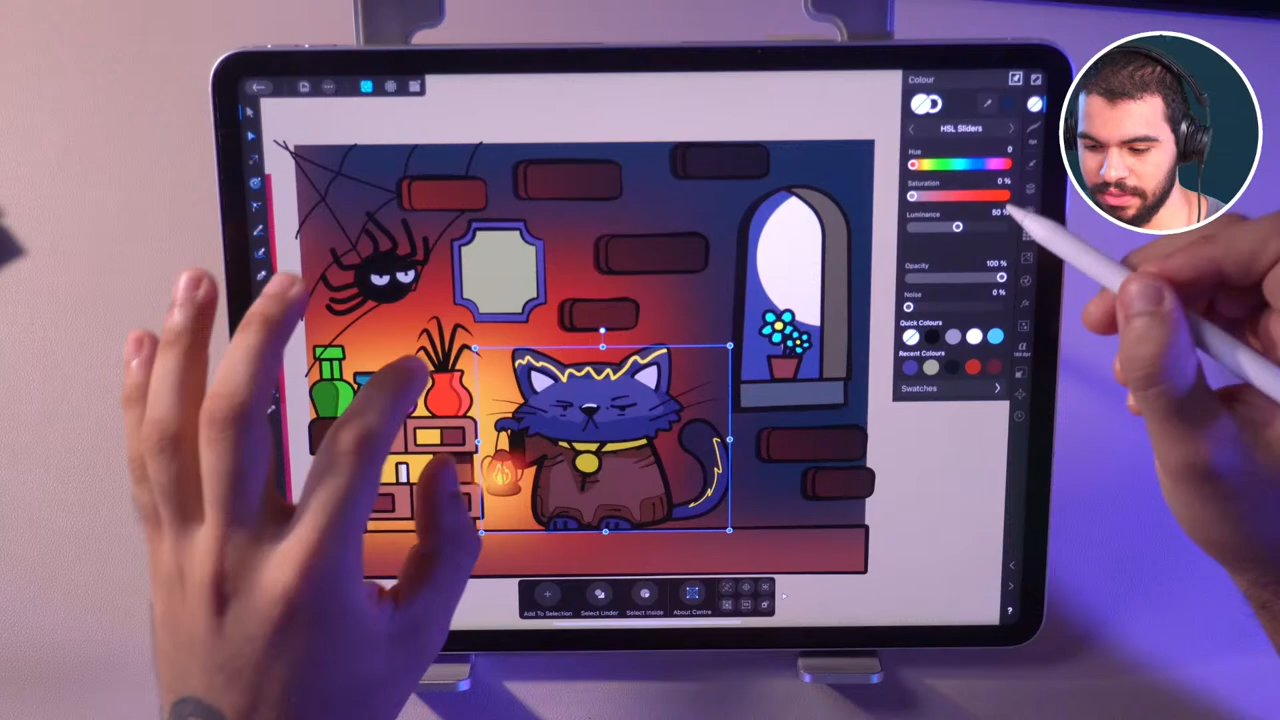 Colour
HSL Sliders
Hue 0
Saturation 0 %
Luminance 50 %
Opacity 100 %
Noise 0 %
Quick Colours
Recent Colours
Swatches
Add To Selection
Select Under
Select Inside
About Centre
?